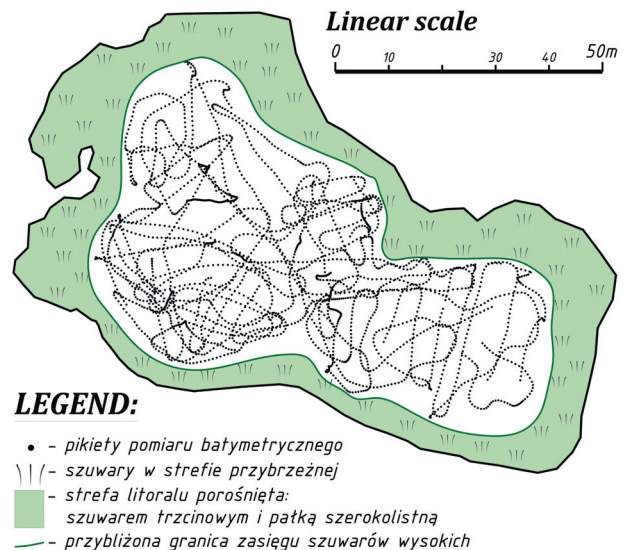 Linear scale
0 10 20 30 40 50m
LEGEND:
- pikiety pomiaru batymetrycznego
- szuwary w strefie przybrzeżnej
- strefa litoralu porośnięta:
szuwarem trzcinowym i pałką szerokolistną
- przybliżona granica zasięgu szuwarów wysokich